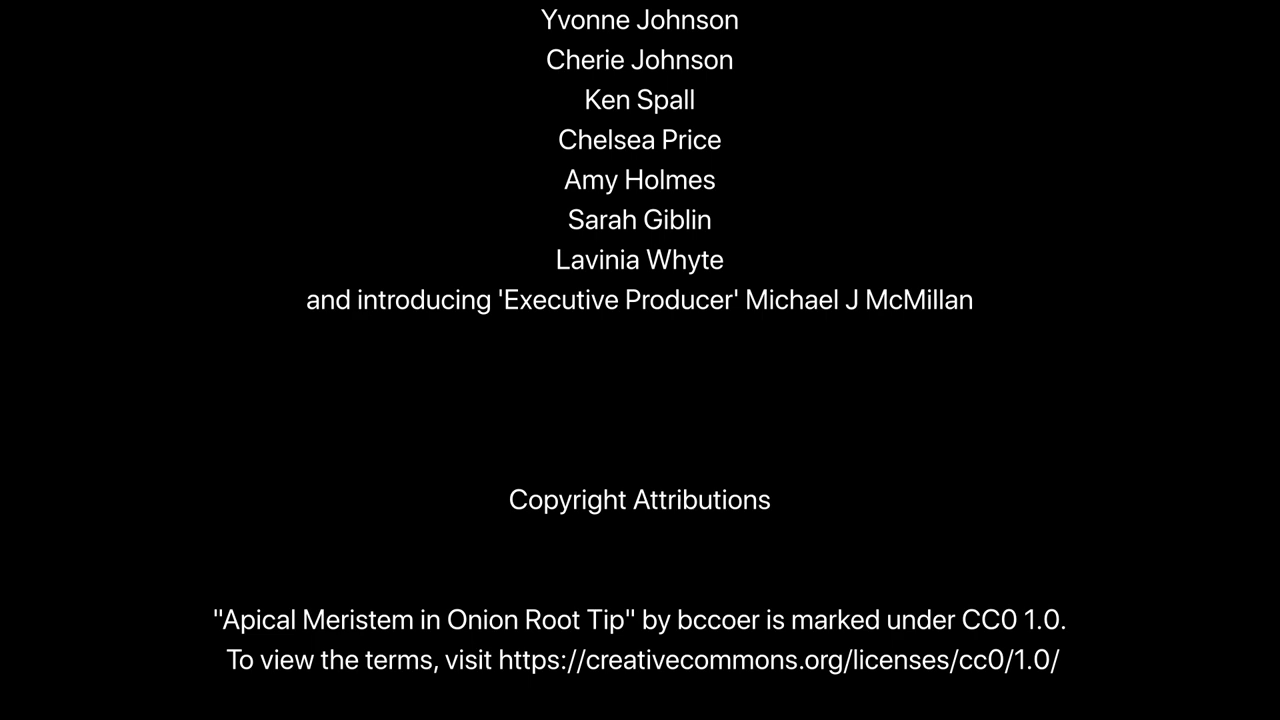 Yvonne Johnson
Cherie Johnson
Ken Spall
Chelsea Price
Amy Holmes
Sarah Giblin
Lavinia Whyte
and introducing 'Executive Producer' Michael J McMillan
Copyright Attributions
"Apical Meristem in Onion Root Tip" by bccoer is marked under CC0 1.0.
To view the terms, visit https://creativecommons.org/licenses/cc0/1.0/